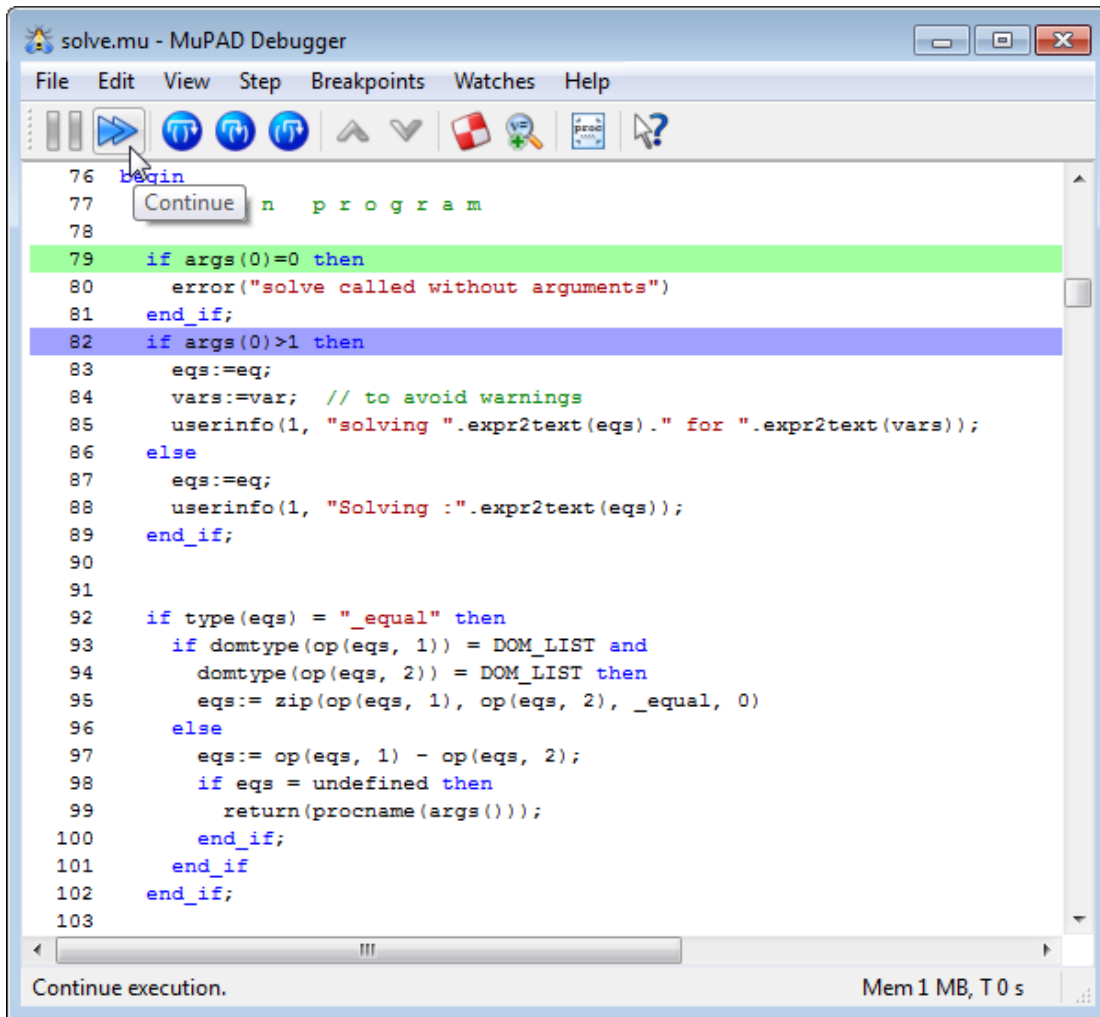 solve.mu - MuPAD Debugger
File Edit View Step Breakpoints Watches Help
proc
76 begin
Continue
77 n p r o g r a m
78
79 if args(0)=0 then
80 error("solve called without arguments")
81 end_if;
82 if args(0)>1 then
83 eqs:=eq;
84 vars:=var; // to avoid warnings
85 userinfo(1, "solving ".expr2text(eqs)." for ".expr2text(vars));
86 else
87 eqs:=eq;
88 userinfo(1, "Solving :".expr2text(eqs));
89 end_if;
90
91
92 if type(eqs) = "_equal" then
93 if domtype(op(eqs, 1)) = DOM_LIST and
94 domtype(op(eqs, 2)) = DOM_LIST then
95 eqs:= zip(op(eqs, 1), op(eqs, 2), _equal, 0)
96 else
97 eqs:= op(eqs, 1) - op(eqs, 2);
98 if eqs = undefined then
99 return(procname(args()));
100 end_if;
101 end_if
102 end_if;
103
Continue execution. Mem 1 MB, T 0 s